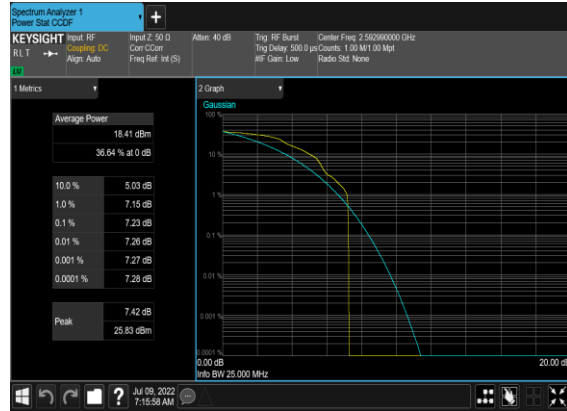 Spectrum Analyzer 1
Power Stat CCDF
+
KEYSIGHT Input: RF Input Z: 50 Ω Atten: 40 dB Trig: RF Burst Center Freq: 2.592990000 GHz
RLT Coupling: DC Corr CCorr Trig Delay: 500.0 µs Counts: 1.00 M/1.00 Mpt
Align: Auto Freq Ref: Int (S) #IF Gain: Low Radio Std: None
1 Metrics
Average Power
18.41 dBm
36.64 % at 0 dB
10.0 % 5.03 dB
1.0 % 7.15 dB
0.1 % 7.23 dB
0.01 % 7.26 dB
0.001 % 7.27 dB
0.0001 % 7.28 dB
Peak
7.42 dB
25.83 dBm
2 Graph
Gaussian
100 %
10 %
1 %
0.1 %
0.01 %
0.001 %
0.0001 %
0.00 dB 20.00 dB
Info BW 25.000 MHz
?
Jul 09, 2022
7:15:58 AM